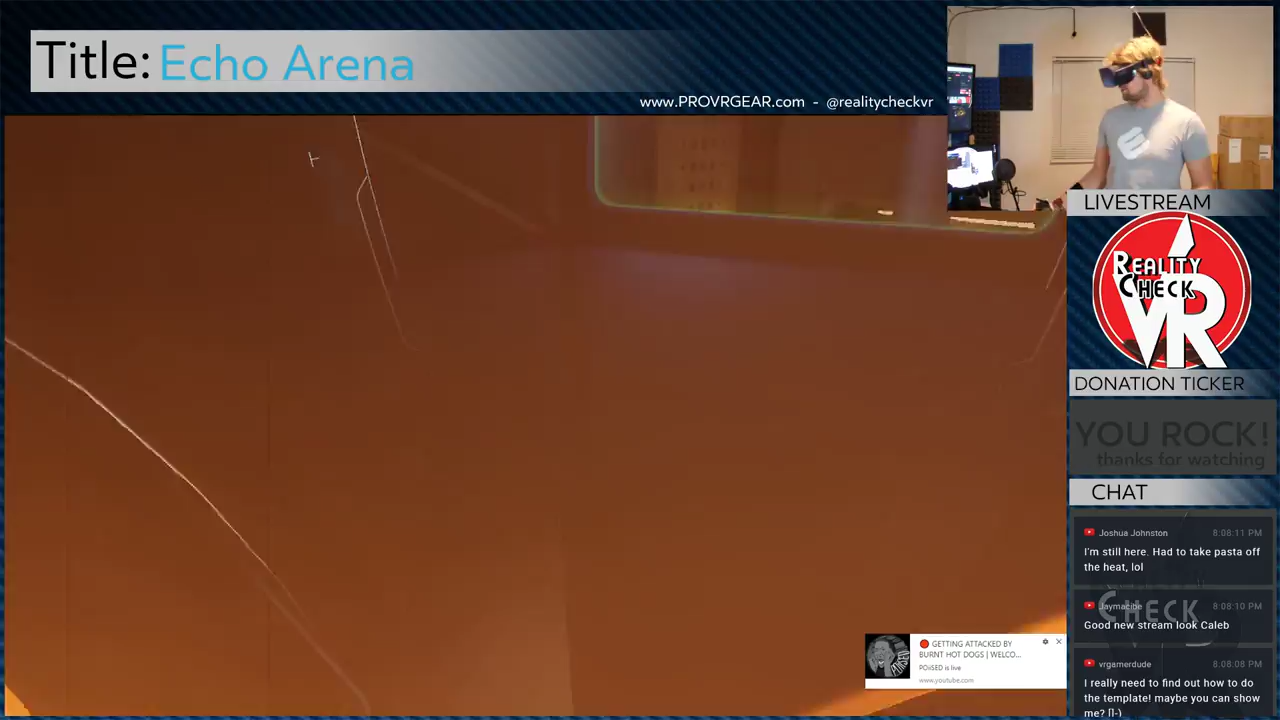 Title: Echo Arena
www.PROVRGEAR.com - @realitycheckvr
LIVESTREAM
REALITY
CHECK
VR
DONATION TICKER
YOU ROCK!
thanks for watching
CHAT
Joshua Johnston 8:08:11 PM
I'm still here. Had to take pasta off
the heat, lol
Jaymacibe 8:08:10 PM
Good new stream look Caleb
CHECK
vrgamerdude 8:08:08 PM
I really need to find out how to do
the template! maybe you can show
me? []-)
GETTING ATTACKED BY
BURNT HOT DOGS | WELCO...
POiiSED is live
www.youtube.com